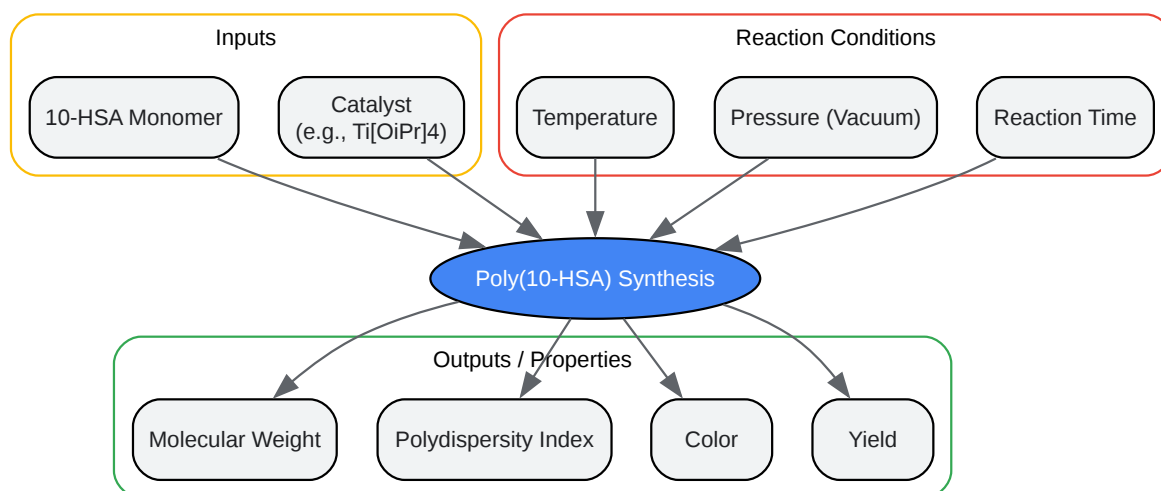 Inputs
Reaction Conditions
10-HSA Monomer
Catalyst
(e.g., Ti[OiPr]4)
Temperature
Pressure (Vacuum)
Reaction Time
Poly(10-HSA) Synthesis
Outputs / Properties
Molecular Weight
Polydispersity Index
Color
Yield